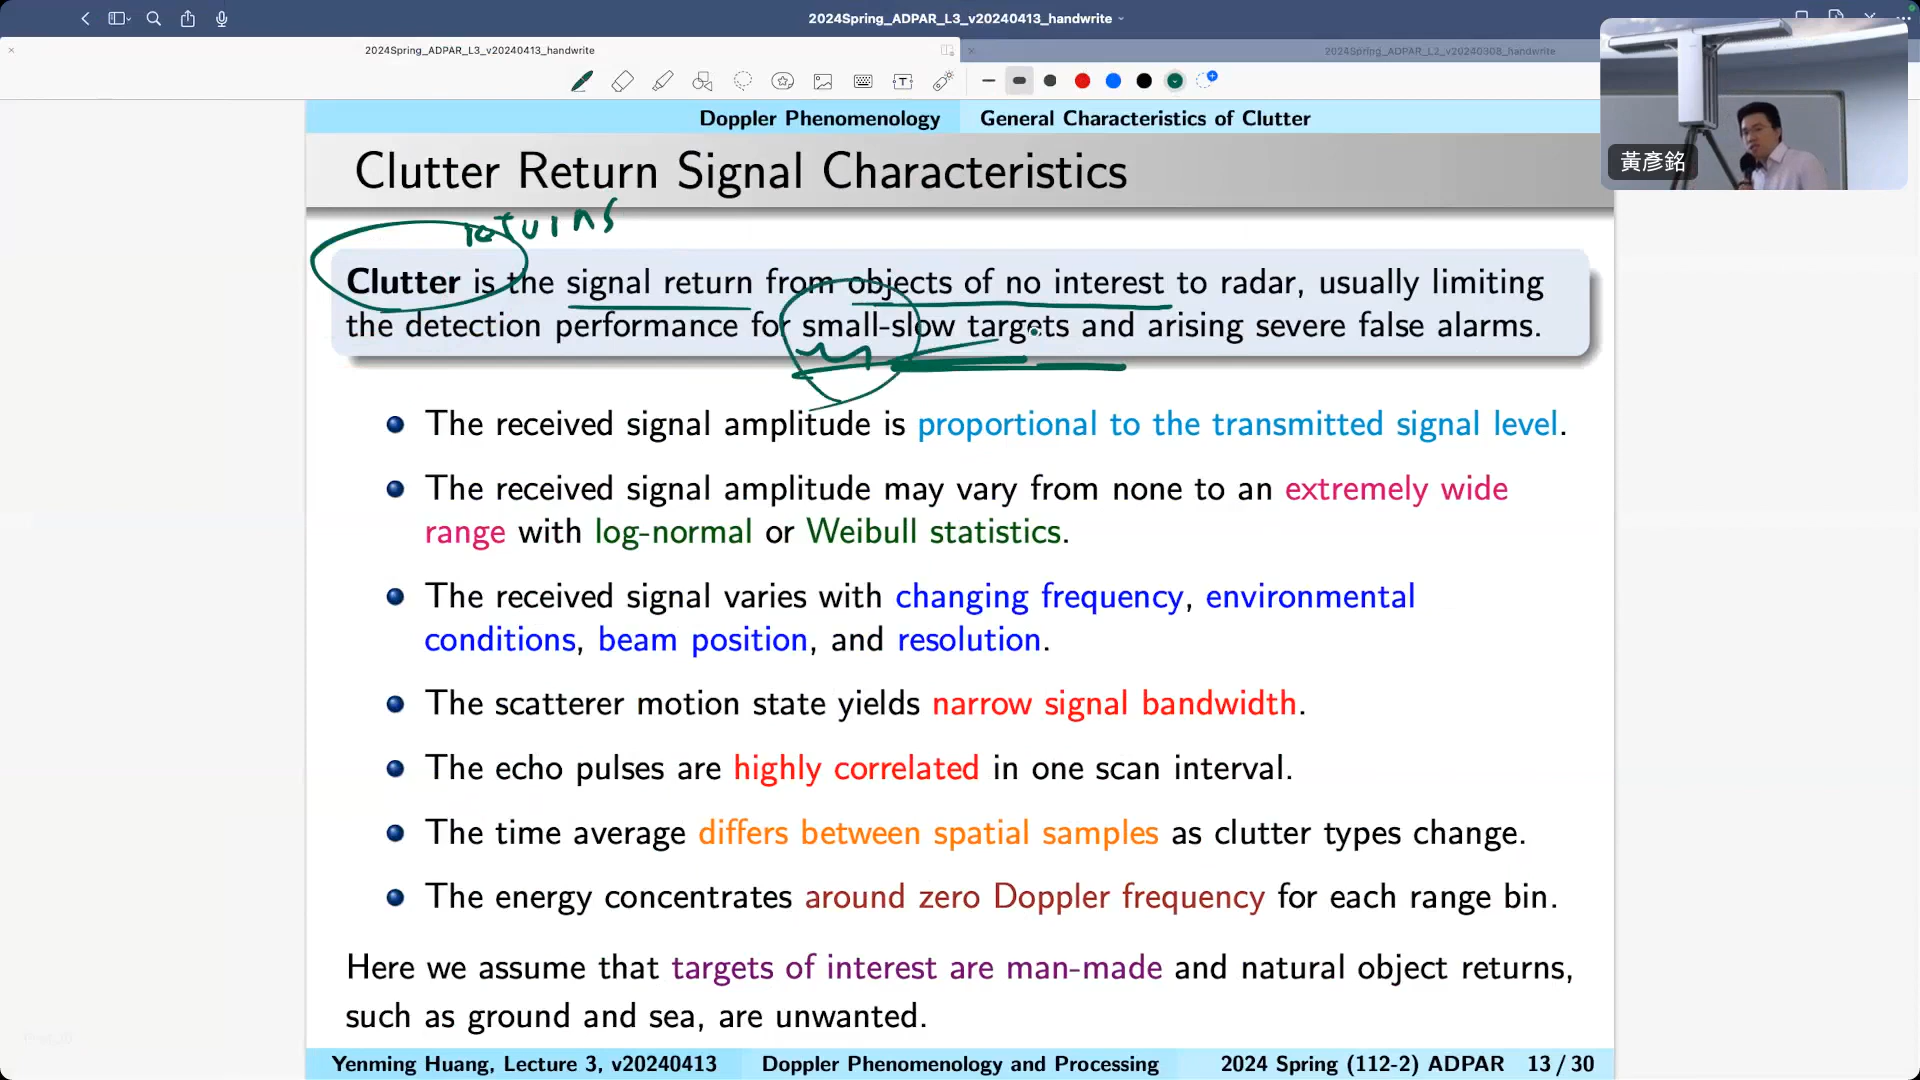 2024Spring_ADPAR_L3_v20240413_handwrite
2024Spring_ADPAR_L3_v20240413_handwrite
2024Spring_ADPAR_L2_v20240308_handwrite
黃彥銘
Doppler Phenomenology
General Characteristics of Clutter
Clutter Return Signal Characteristics
returns
Clutter is the signal return from objects of no interest to radar, usually limiting
the detection performance for small-slow targets and arising severe false alarms.
The received signal amplitude is proportional to the transmitted signal level.
The received signal amplitude may vary from none to an extremely wide
range with log-normal or Weibull statistics.
The received signal varies with changing frequency, environmental
conditions, beam position, and resolution.
The scatterer motion state yields narrow signal bandwidth.
The echo pulses are highly correlated in one scan interval.
The time average differs between spatial samples as clutter types change.
The energy concentrates around zero Doppler frequency for each range bin.
Here we assume that targets of interest are man-made and natural object returns,
such as ground and sea, are unwanted.
Yenming Huang, Lecture 3, v20240413
Doppler Phenomenology and Processing
2024 Spring (112-2) ADPAR
13 / 30